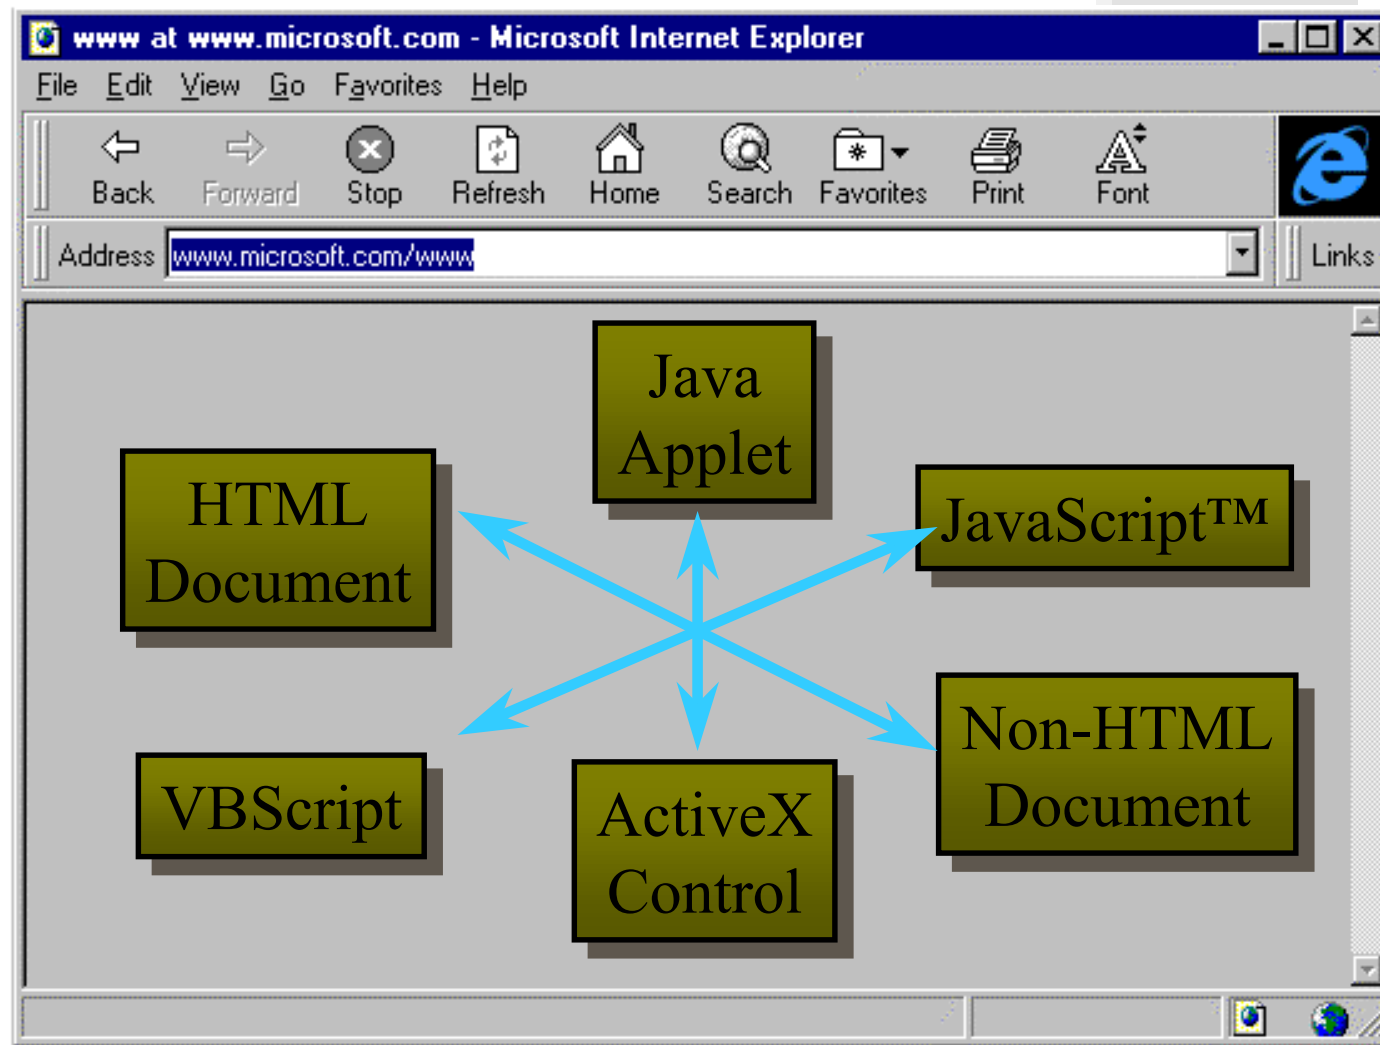 www at www.microsoft.com - Microsoft Internet Explorer
File Edit View Go Favorites Help
Back Forward Stop Refresh Home Search Favorites Print Font
Address www.microsoft.com/www Links
Java
Applet
HTML
Document
JavaScript™
VBScript
ActiveX
Control
Non-HTML
Document